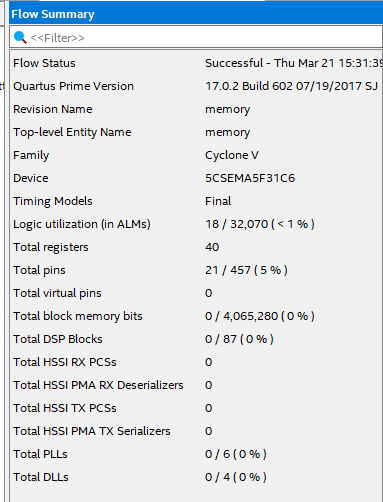 Flow Summary
<<Filter>>
Flow Status Successful - Thu Mar 21 15:31:39
Quartus Prime Version 17.0.2 Build 602 07/19/2017 SJ
Revision Name memory
Top-level Entity Name memory
Family Cyclone V
Device 5CSEMA5F31C6
Timing Models Final
Logic utilization (in ALMs) 18 / 32,070 ( < 1 % )
Total registers 40
Total pins 21 / 457 ( 5 % )
Total virtual pins 0
Total block memory bits 0 / 4,065,280 ( 0 % )
Total DSP Blocks 0 / 87 ( 0 % )
Total HSSI RX PCSs 0
Total HSSI PMA RX Deserializers 0
Total HSSI TX PCSs 0
Total HSSI PMA TX Serializers 0
Total PLLs 0 / 6 ( 0 % )
Total DLLs 0 / 4 ( 0 % )